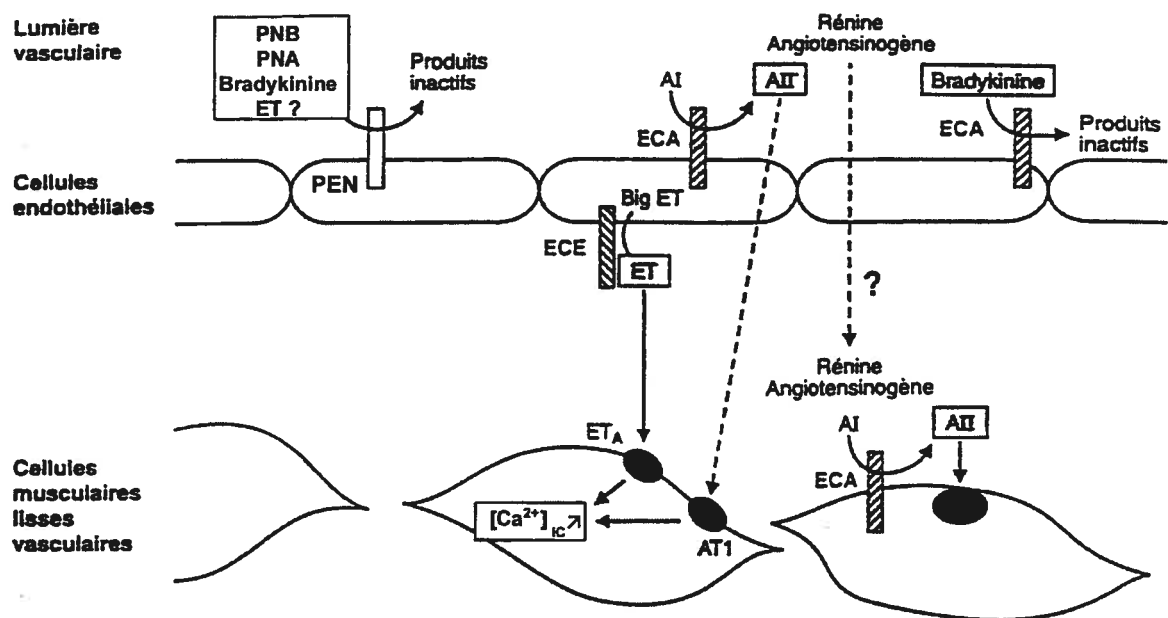 Lumière
vasculaire
PNB
PNA
Bradykinine
ET ?
Produits
inactifs
PEN
AI
AII
ECA
Rénine
Angiotensinogène
Bradykinine
ECA
Produits
inactifs
Cellules
endothéliales
Big ET
ECE
ET
?
Rénine
Angiotensinogène
AI
AII
ECA
Cellules
musculaires
lisses
vasculaires
ETA
[Ca2+]IC↗
AT1